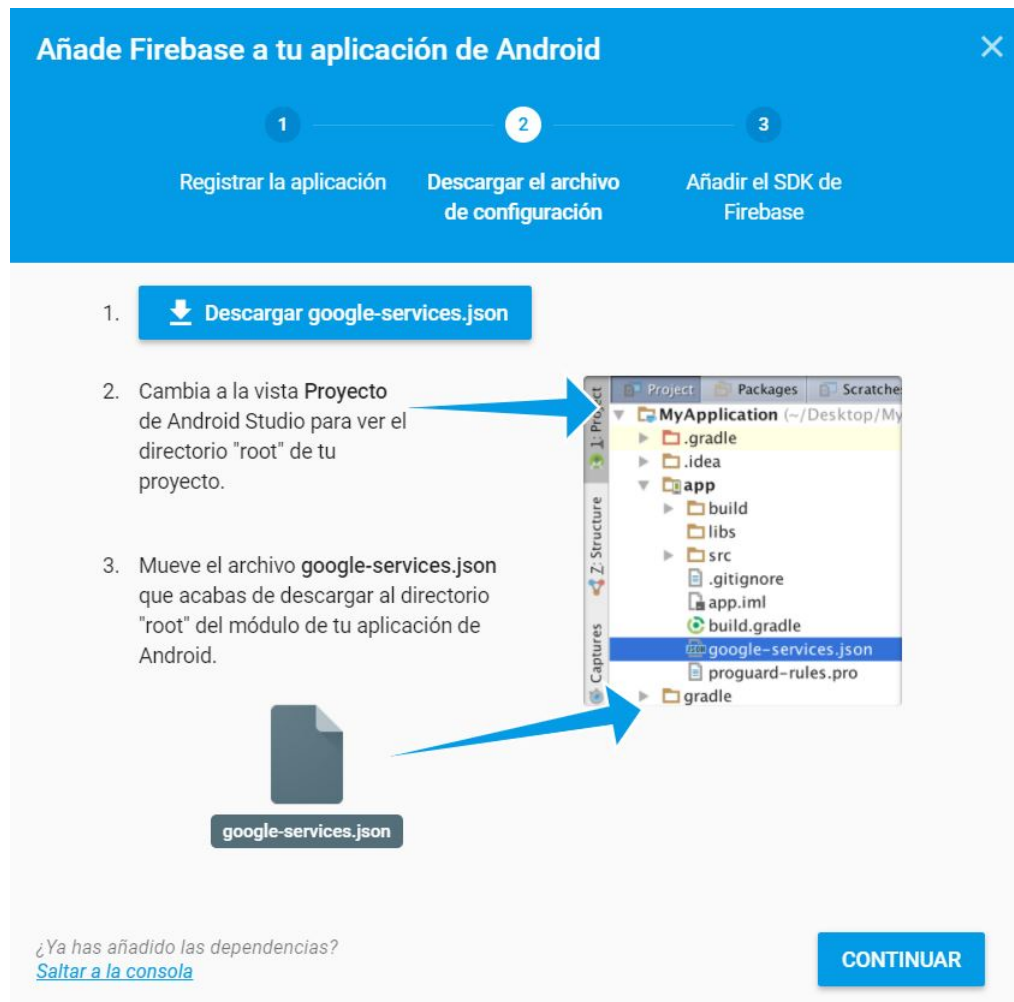 Añade Firebase a tu aplicación de Android
1
2
3
Registrar la aplicación
Descargar el archivo
de configuración
Añadir el SDK de
Firebase
1. Descargar google-services.json
2. Cambia a la vista Proyecto
de Android Studio para ver el
directorio "root" de tu
proyecto.
3. Mueve el archivo google-services.json
que acabas de descargar al directorio
"root" del módulo de tu aplicación de
Android.
google-services.json
1: Project
Z: Structure
Captures
Project Packages Scratche
MyApplication (~/Desktop/My
.gradle
.idea
app
build
libs
src
.gitignore
app.iml
build.gradle
google-services.json
proguard-rules.pro
gradle
¿Ya has añadido las dependencias?
Saltar a la consola
CONTINUAR